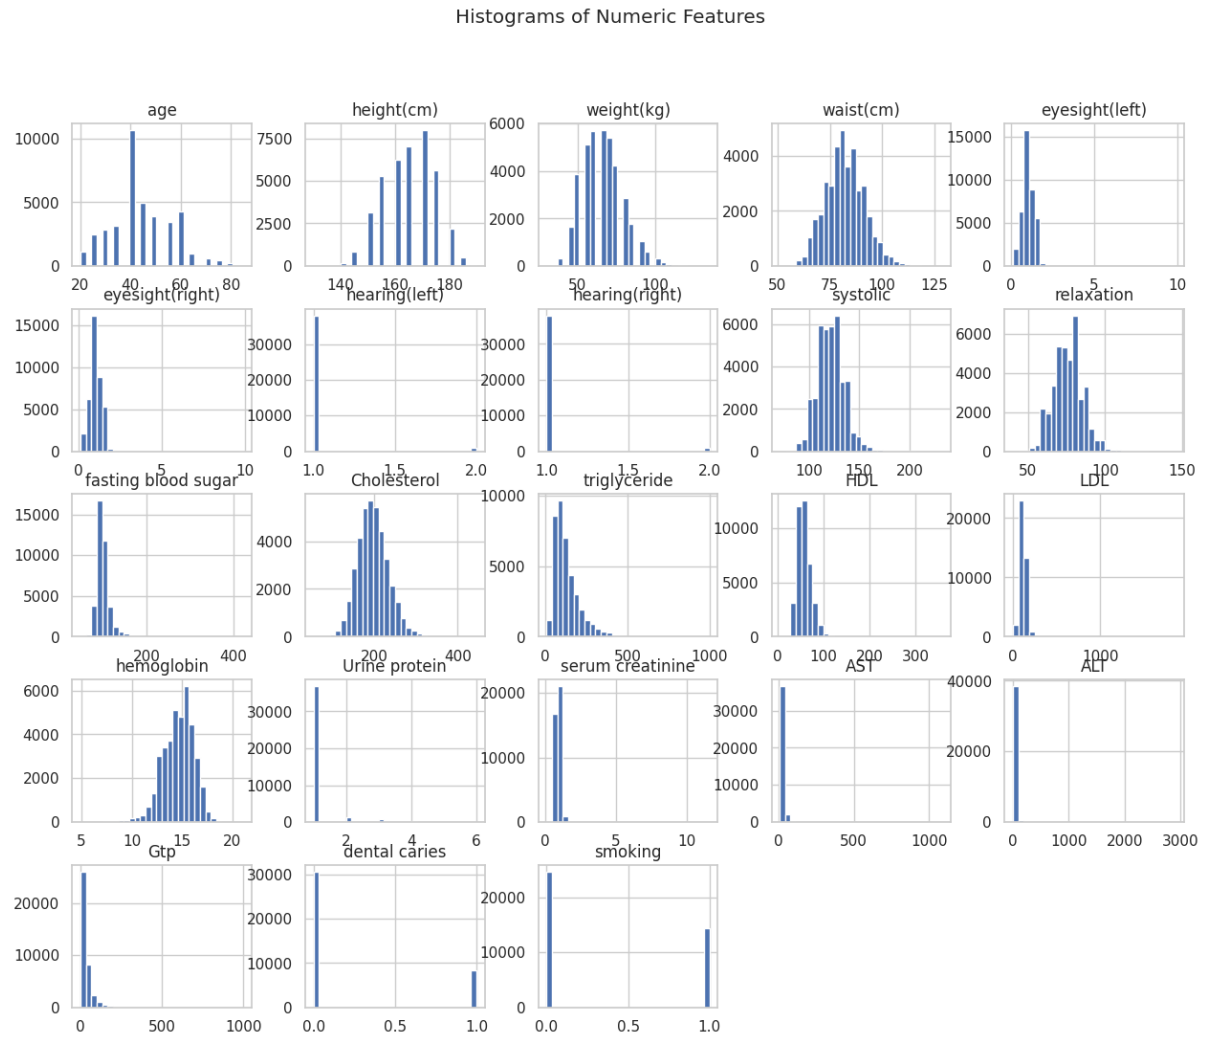 Histograms of Numeric Features
age height(cm) weight(kg) waist(cm) eyesight(left)
10000 5000 0
7500 5000 2500 0
6000 4000 2000 0
4000 2000 0
15000 10000 5000 0
20 40 60 80
140 160 180
50 100
50 75 100 125
0 5 10
eyesight(right) hearing(left) hearing(right) systolic relaxation
15000 10000 5000 0
30000 20000 10000 0
30000 20000 10000 0
6000 4000 2000 0
6000 4000 2000 0
0 5 10
1.0 1.5 2.0
1.0 1.5 2.0
100 150 200
50 100 150
fasting blood sugar Cholesterol triglyceride HDL LDL
15000 10000 5000 0
4000 2000 0
10000 5000 0
10000 5000 0
20000 10000 0
200 400
200 400
0 500 1000
0 100 200 300
0 1000
hemoglobin Urine protein serum creatinine AST ALT
6000 4000 2000 0
30000 20000 10000 0
20000 10000 0
30000 20000 10000 0
40000 20000 0
5 10 15 20
2 4 6
0 5 10
0 500 1000
0 1000 2000 3000
Gtp dental caries smoking
20000 10000 0
30000 20000 10000 0
20000 10000 0
0 500 1000
0.0 0.5 1.0
0.0 0.5 1.0